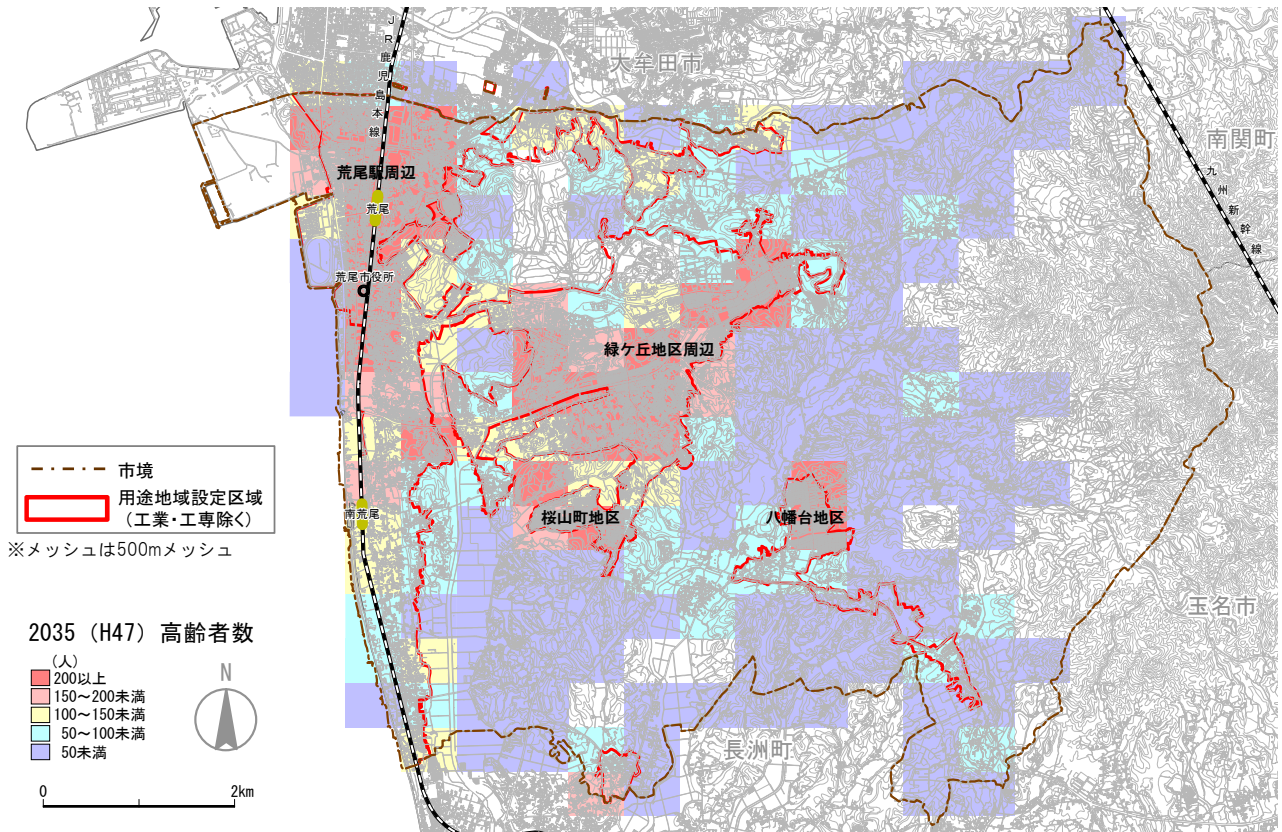 大牟田市
JR鹿児島本線
南関町
九州新幹線
荒尾駅周辺
荒尾
荒尾市役所
緑ケ丘地区周辺
市境
用途地域設定区域
(工業・工専除く)
※メッシュは500mメッシュ
南荒尾
桜山町地区
八幡台地区
玉名市
長洲町
2035 (H47) 高齢者数
(人)
200以上
150~200未満
100~150未満
50~100未満
50未満
N
0
2km